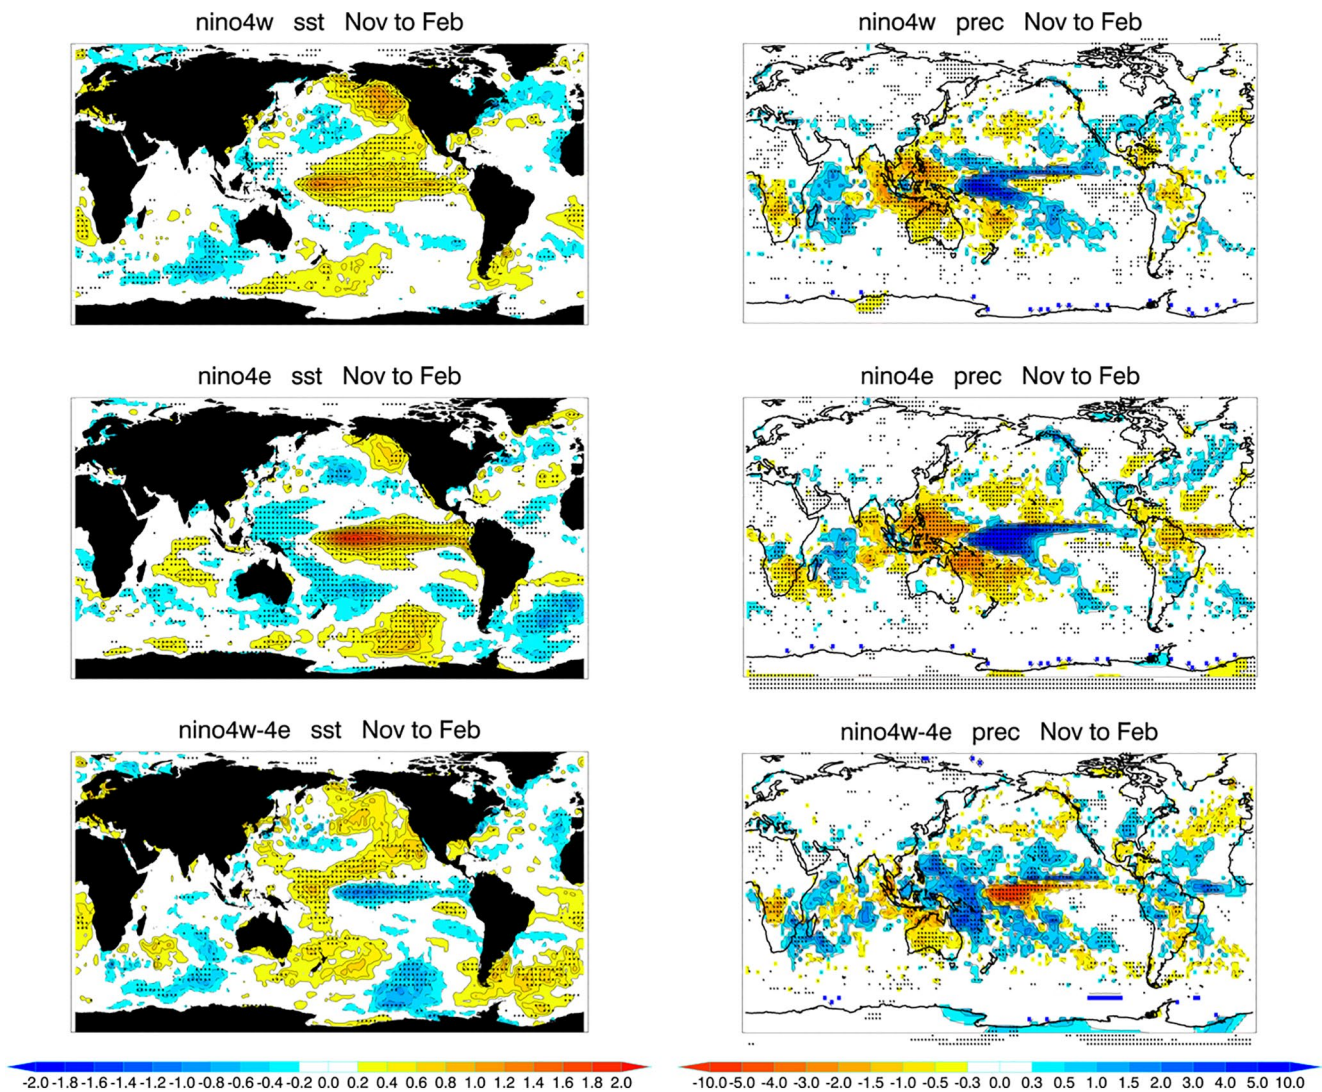 nino4w   sst   Nov to Feb
nino4w   prec   Nov to Feb
nino4e   sst   Nov to Feb
nino4e   prec   Nov to Feb
nino4w-4e   sst   Nov to Feb
nino4w-4e   prec   Nov to Feb
-2.0 -1.8 -1.6 -1.4 -1.2 -1.0 -0.8 -0.6 -0.4 -0.2 0.0 0.2 0.4 0.6 0.8 1.0 1.2 1.4 1.6 1.8 2.0
-10.0 -5.0 -4.0 -3.0 -2.0 -1.5 -1.0 -0.5 -0.3 0.0 0.3 0.5 1.0 1.3 2.0 3.0 4.0 5.0 10.0